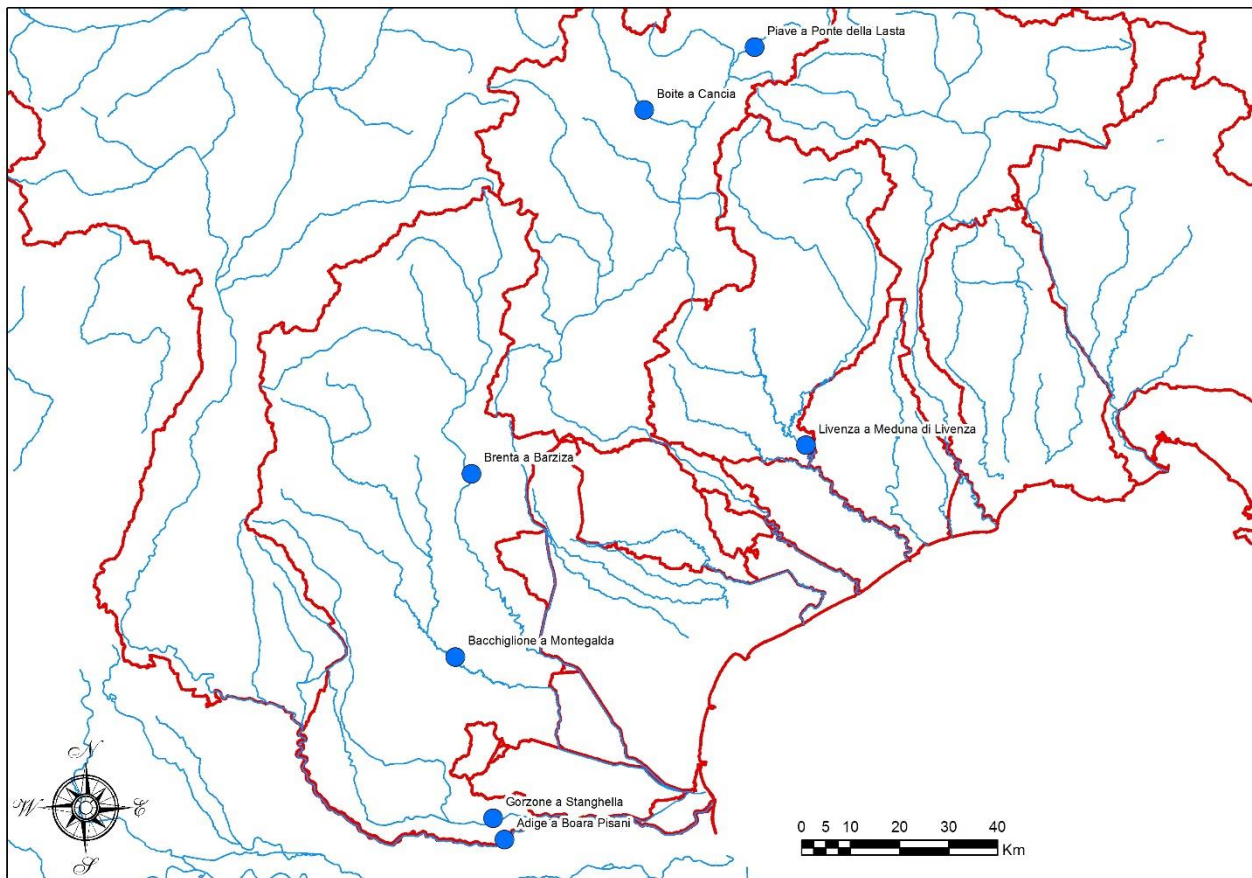 Piave a Ponte della Lasta
Boite a Cancia
Livenza a Meduna di Livenza
Brenta a Barziza
Bacchiglione a Montegalda
Gorzone a Stanghella
Adige a Boara Pisani
N
W E
S
0 5 10 20 30 40
Km